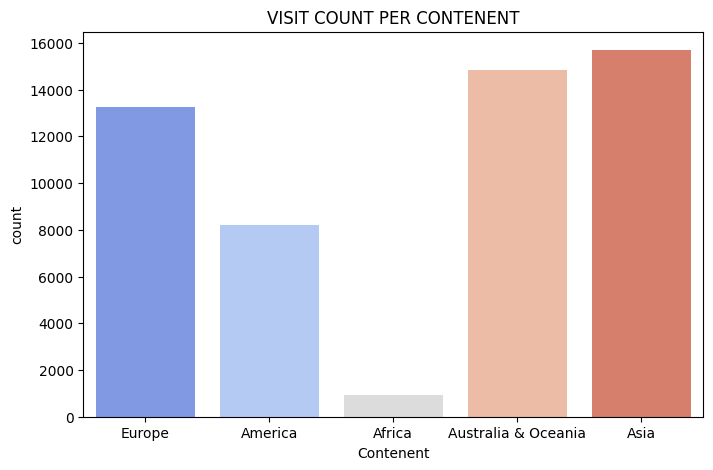 VISIT COUNT PER CONTENENT
16000
14000
12000
10000
8000
6000
4000
2000
0
count
Europe America Africa Australia & Oceania Asia
Contenent